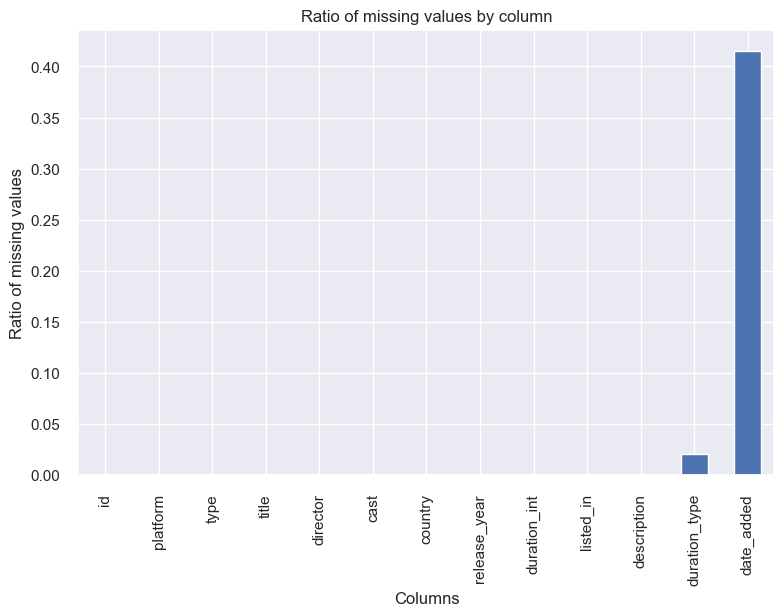 Ratio of missing values by column
Ratio of missing values
0.40
0.35
0.30
0.25
0.20
0.15
0.10
0.05
0.00
id
platform
type
title
director
cast
country
release_year
duration_int
listed_in
description
duration_type
date_added
Columns